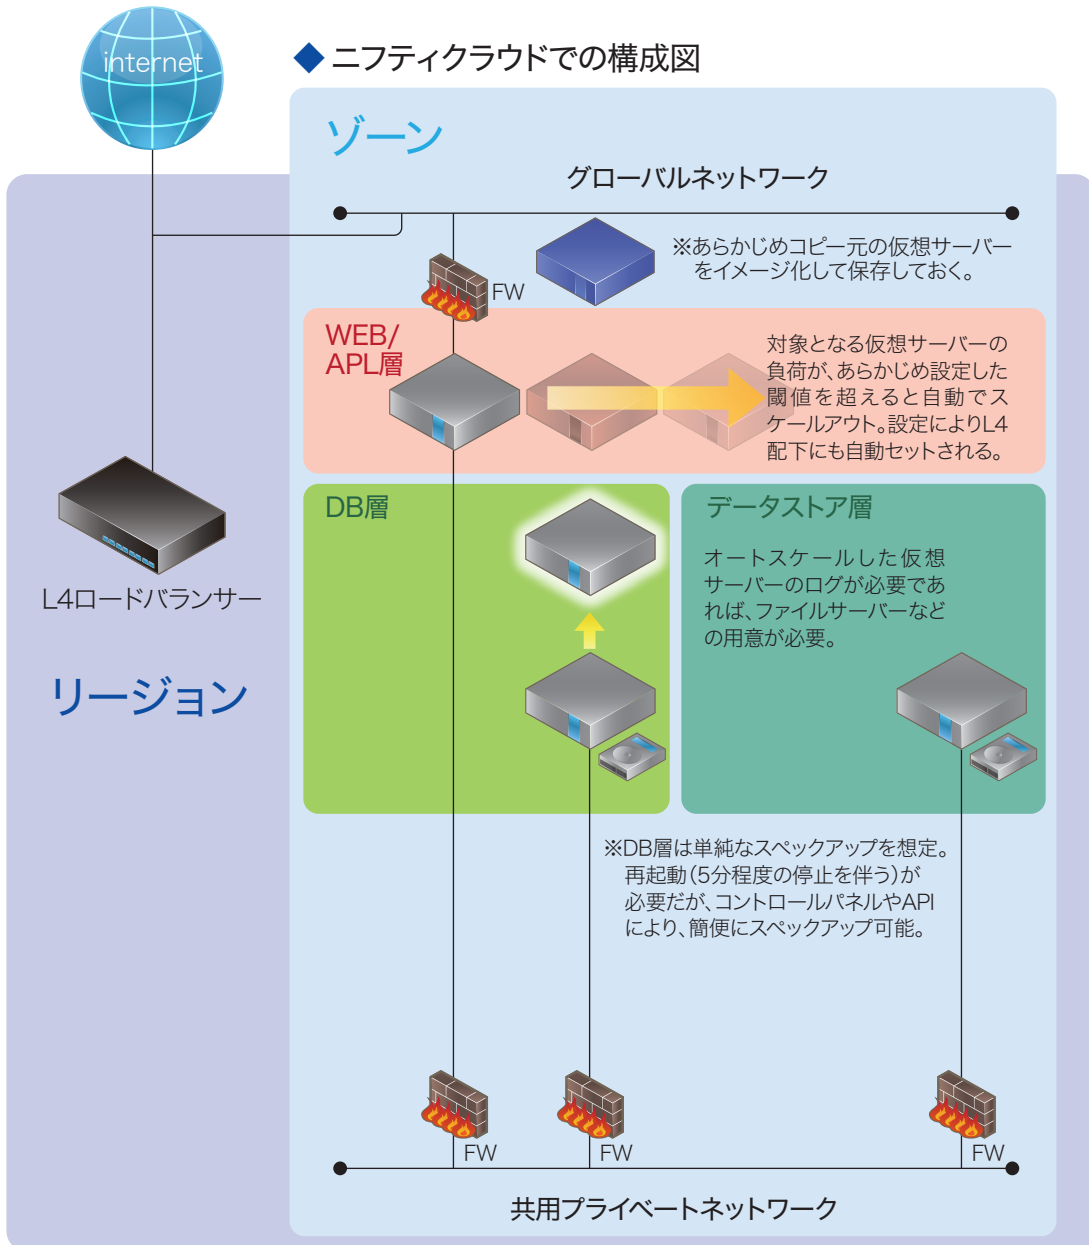 internet
◆ ニフティクラウドでの構成図
ゾーン
グローバルネットワーク
※あらかじめコピー元の仮想サーバー
をイメージ化して保存しておく。
FW
WEB/
APL層
対象となる仮想サーバーの
負荷が、あらかじめ設定した
閾値を超えると自動でス
ケールアウト。設定によりL4
配下にも自動セットされる。
L4ロードバランサー
リージョン
DB層
データストア層
オートスケールした仮想
サーバーのログが必要であ
れば、ファイルサーバーなど
の用意が必要。
※DB層は単純なスペックアップを想定。
再起動(5分程度の停止を伴う)が
必要だが、コントロールパネルやAPI
により、簡便にスペックアップ可能。
FW
FW
FW
共用プライベートネットワーク